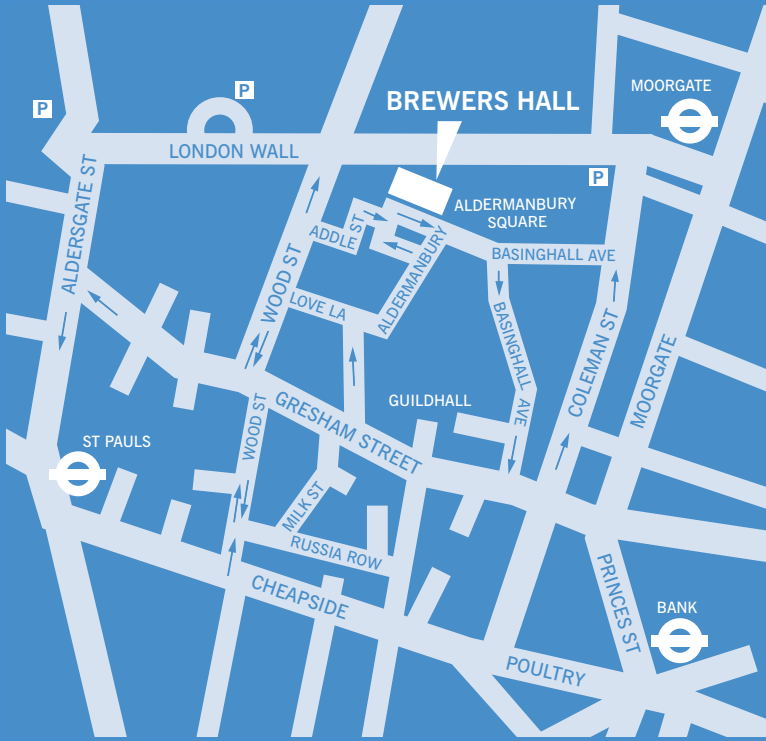 MOORGATE
P
P
BREWERS HALL
LONDON WALL
P
ALDERMANBURY
SQUARE
ALDERSGATE ST
ADDLE ST
BASINGHALL AVE
WOOD ST
LOVE LA
ALDERMANBURY
BASINGHALL AVE
COLEMAN ST
MOORGATE
GUILDHALL
WOOD ST
GRESHAM STREET
ST PAULS
MILK ST
RUSSIA ROW
CHEAPSIDE
PRINCES ST
BANK
POULTRY